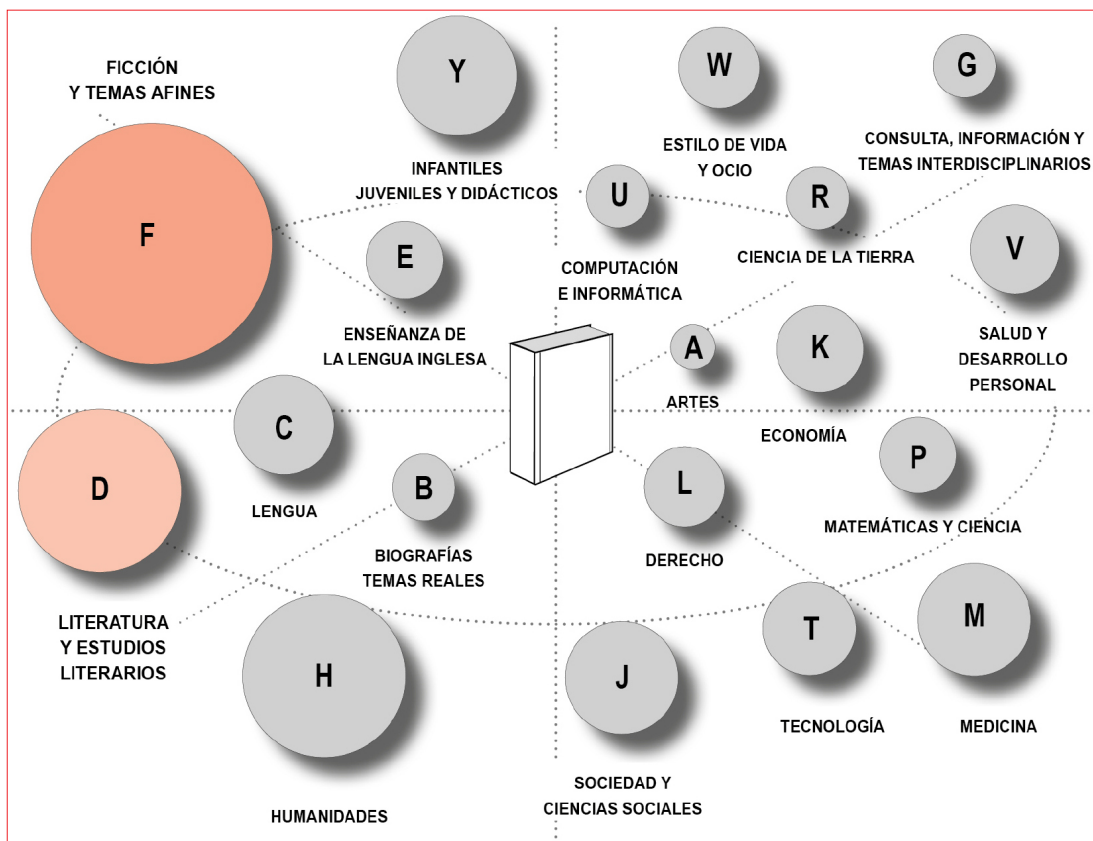 FICCIÓN
Y TEMAS AFINES
F
Y
INFANTILES
JUVENILES Y DIDÁCTICOS
E
ENSEÑANZA DE
LA LENGUA INGLESA
W
ESTILO DE VIDA
Y OCIO
G
CONSULTA, INFORMACIÓN Y
TEMAS INTERDISCIPLINARIOS
U
COMPUTACIÓN
E INFORMÁTICA
R
CIENCIA DE LA TIERRA
V
SALUD Y
DESARROLLO
PERSONAL
A
ARTES
K
ECONOMÍA
D
LITERATURA
Y ESTUDIOS
LITERARIOS
C
LENGUA
B
BIOGRAFÍAS
TEMAS REALES
H
HUMANIDADES
L
DERECHO
P
MATEMÁTICAS Y CIENCIA
J
SOCIEDAD Y
CIENCIAS SOCIALES
T
TECNOLOGÍA
M
MEDICINA